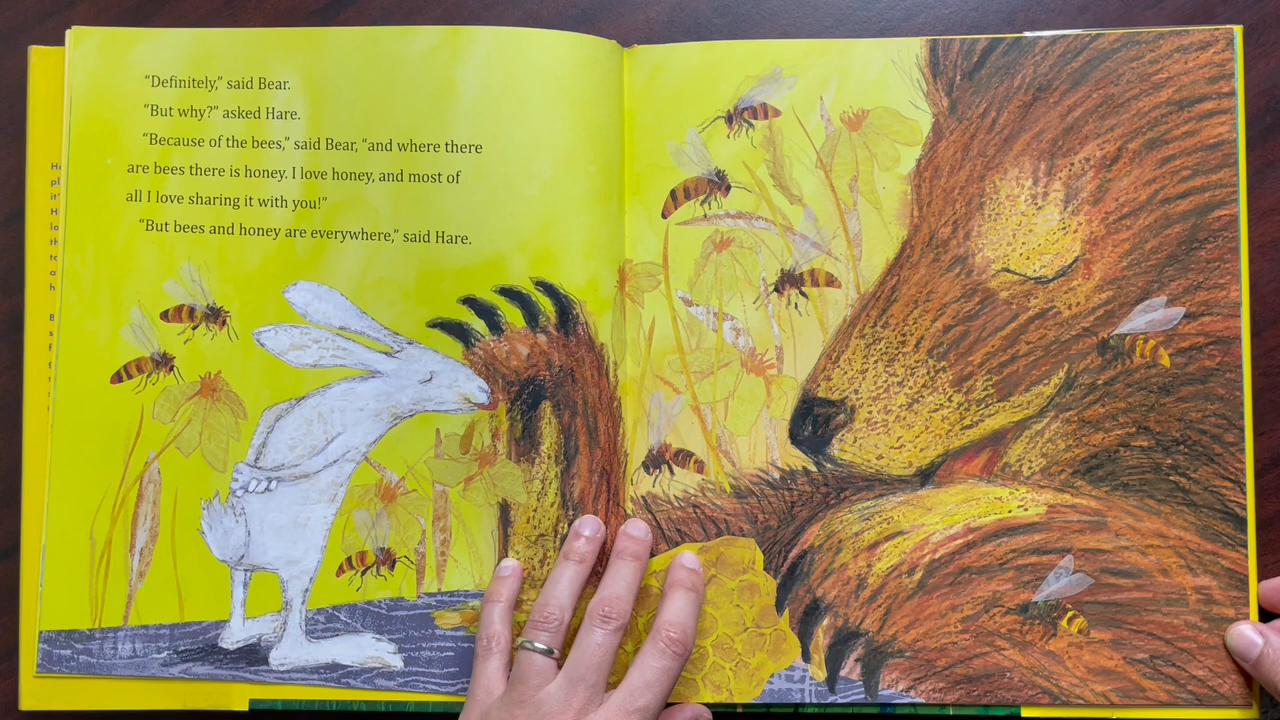 “Definitely,” said Bear.
“But why?” asked Hare.
“Because of the bees,” said Bear, “and where there
are bees there is honey. I love honey, and most of
all I love sharing it with you!”
“But bees and honey are everywhere,” said Hare.